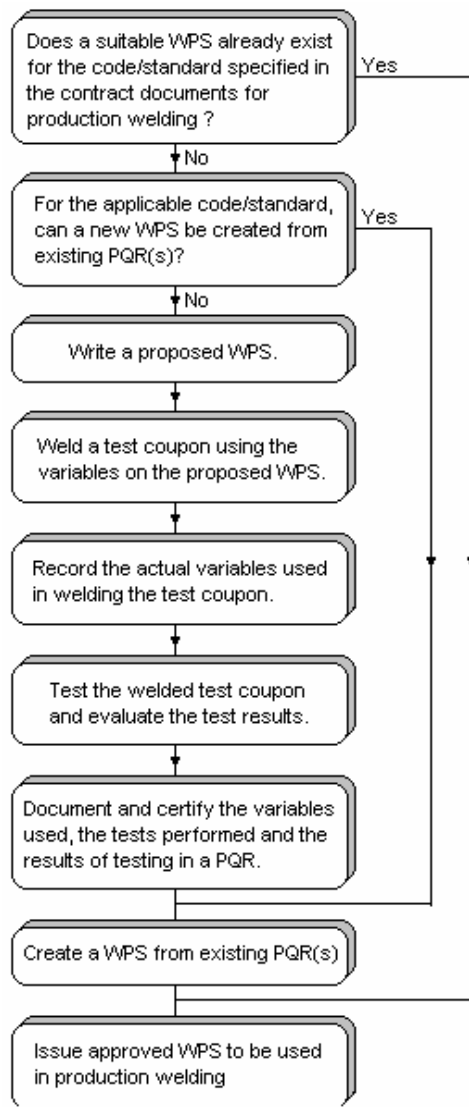 Does a suitable WPS already exist
for the code/standard specified in
the contract documents for
production welding ?
Yes
No
For the applicable code/standard,
can a new WPS be created from
existing PQR(s)?
Yes
No
Write a proposed WPS.
Weld a test coupon using the
variables on the proposed WPS.
Record the actual variables used
in welding the test coupon.
Test the welded test coupon
and evaluate the test results.
Document and certify the variables
used, the tests performed and the
results of testing in a PQR.
Create a WPS from existing PQR(s)
Issue approved WPS to be used
in production welding